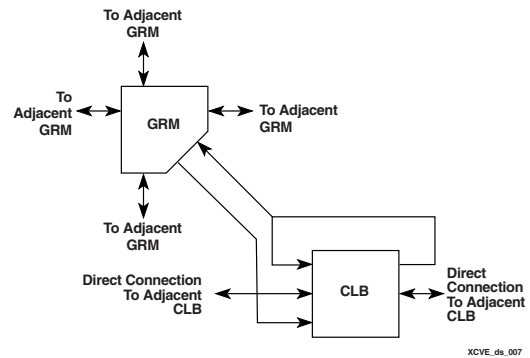 To Adjacent
GRM
To
Adjacent
GRM
GRM
To Adjacent
GRM
To Adjacent
GRM
Direct Connection
To Adjacent
CLB
CLB
Direct
Connection
To Adjacent
CLB
XCVE_ds_007